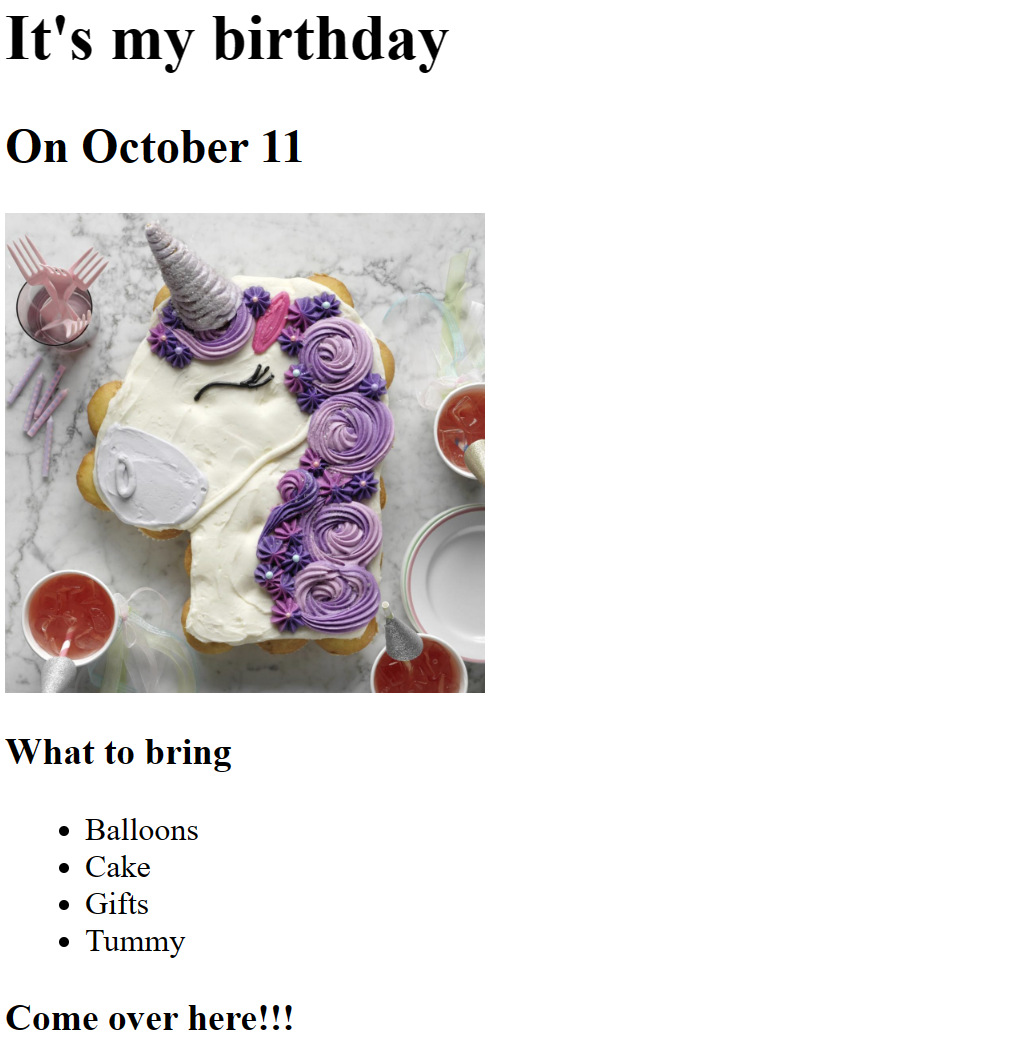 It's my birthday
On October 11
What to bring
Balloons
Cake
Gifts
Tummy
Come over here!!!